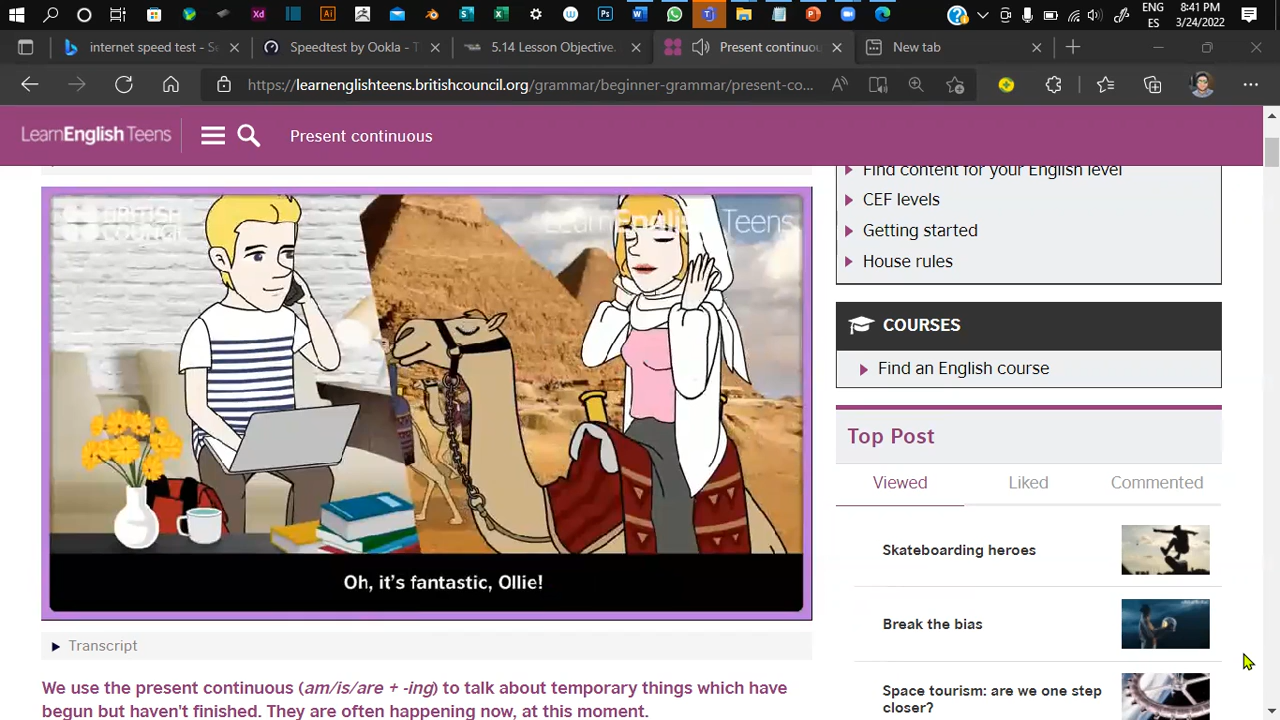 ENG
8:41 PM
ES
3/24/2022
internet speed test - Se
Speedtest by Ookla - T
5.14 Lesson Objective.
Present continuou
New tab
https://learnenglishteens.britishcouncil.org/grammar/beginner-grammar/present-co...
LearnEnglish Teens
Present continuous
BRITISH
COUNCIL
LearnEnglish Teens
Oh, it's fantastic, Ollie!
Transcript
We use the present continuous (am/is/are + -ing) to talk about temporary things which have
begun but haven't finished. They are often happening now, at this moment.
Find content for your English level
CEF levels
Getting started
House rules
COURSES
Find an English course
Top Post
Viewed
Liked
Commented
Skateboarding heroes
Break the bias
Space tourism: are we one step
closer?